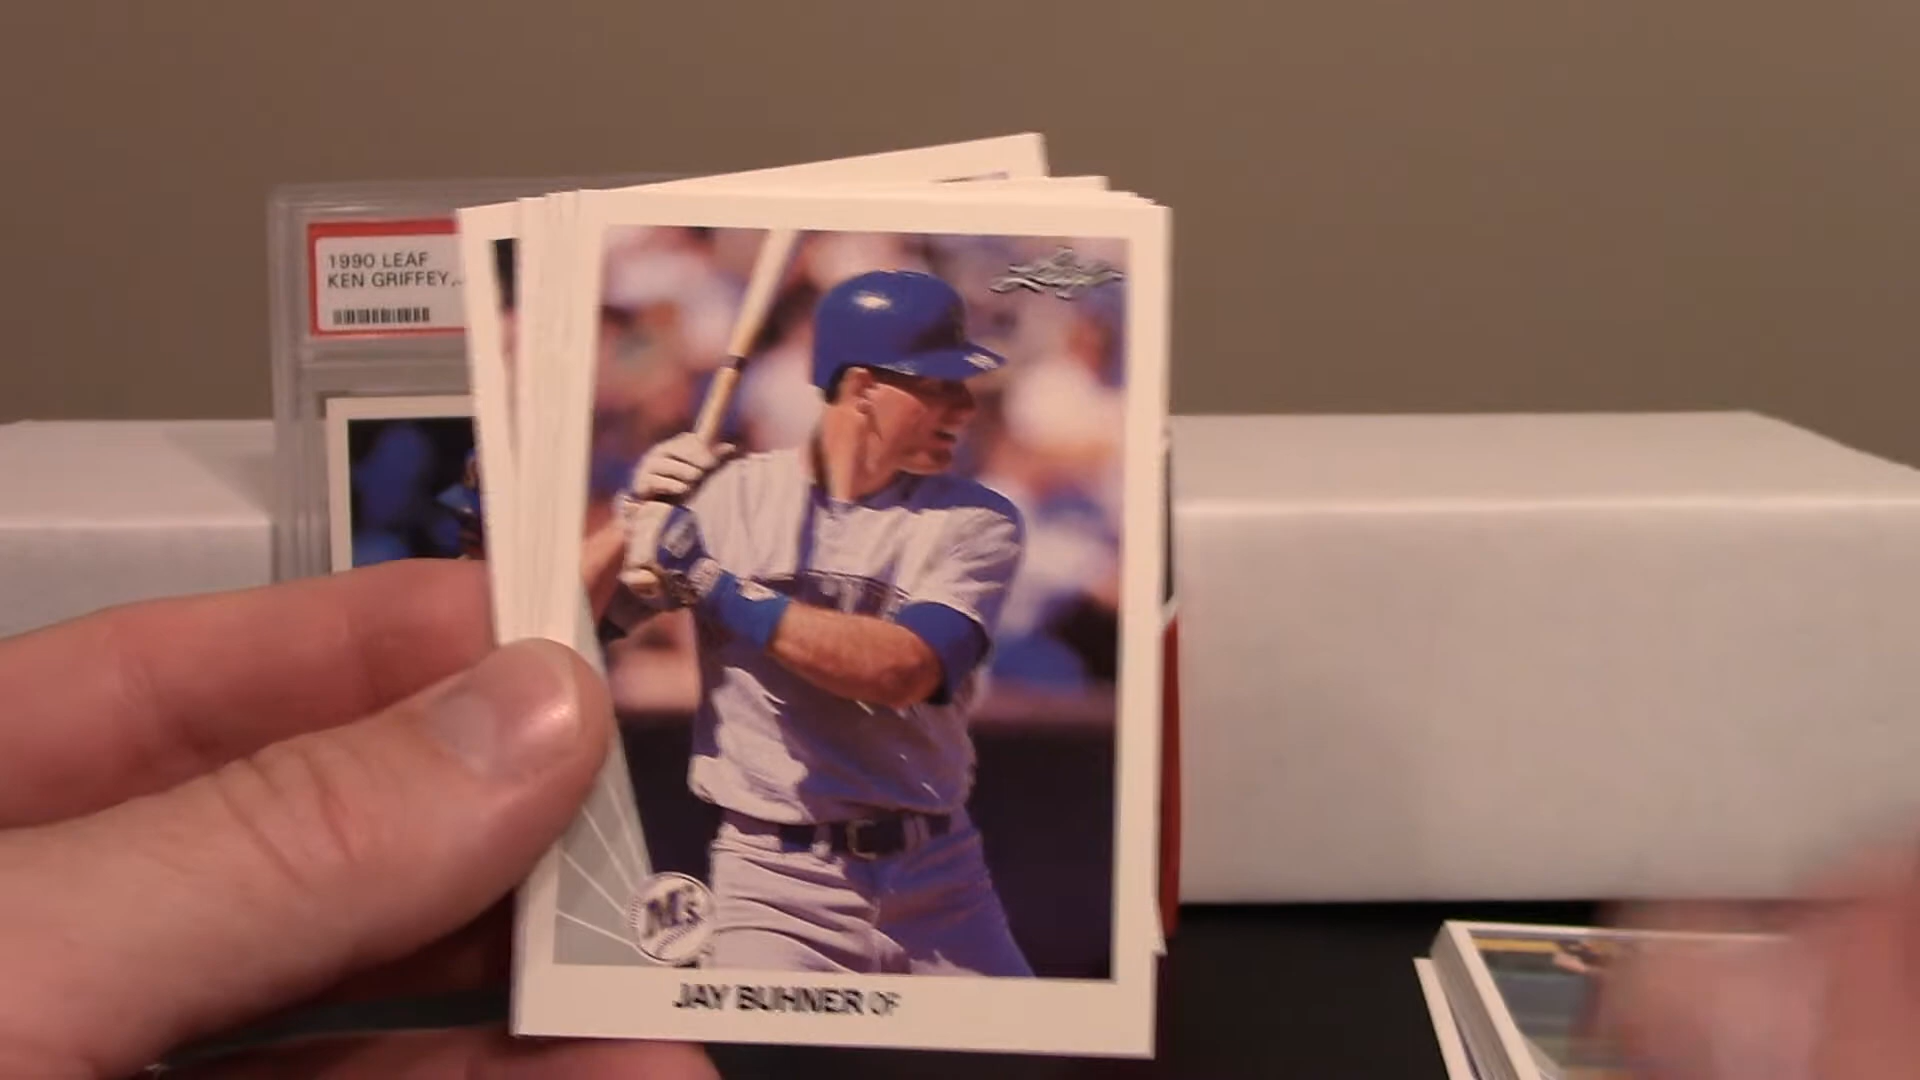 1990 LEAF
KEN GRIFFEY,
Leaf
M's
JAY BUHNER OF